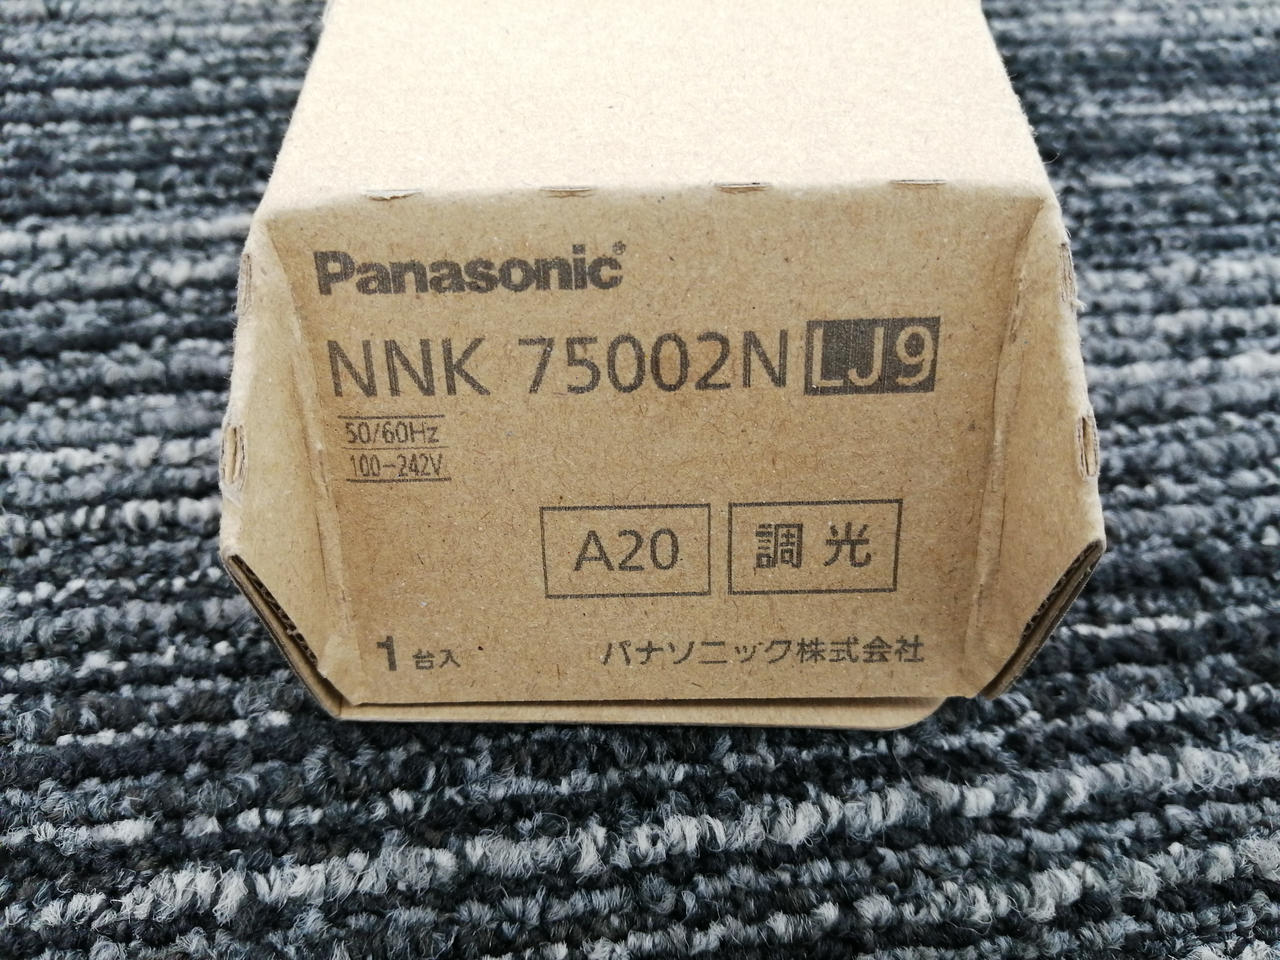 Panasonic®
NNK 75002N LJ9
50/60Hz
100-242V
A20 調光
1台入 パナソニック株式会社